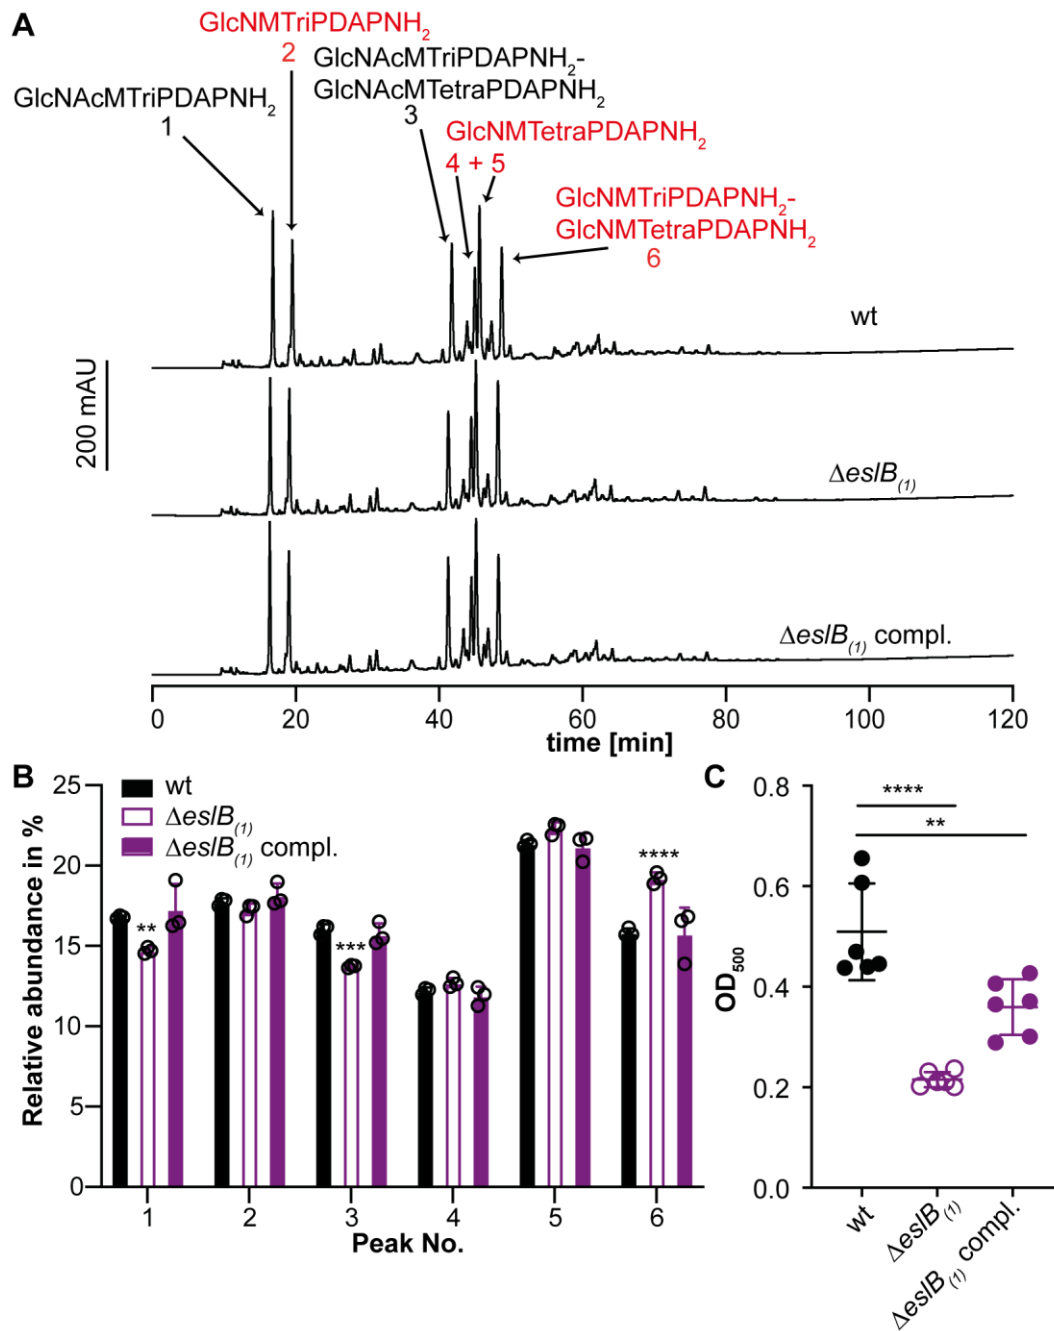 A
GlcNMTriPDAPNH₂
2
GlcNAcMTriPDAPNH₂-
GlcNAcMTetraPDAPNH₂
3
GlcNAcMTriPDAPNH₂
1
GlcNMTetraPDAPNH₂
4 + 5
GlcNMTriPDAPNH₂-
GlcNMTetraPDAPNH₂
6
wt
200 mAU
ΔeslB₍₁₎
ΔeslB₍₁₎ compl.
0 20 40 60 80 100 120
time [min]
B
wt
ΔeslB₍₁₎
ΔeslB₍₁₎ compl.
Relative abundance in %
25
20
15
10
5
0
**
***
****
1 2 3 4 5 6
Peak No.
C
OD₅₀₀
0.8
0.6
0.4
0.2
0.0
****
**
wt
ΔeslB₍₁₎
ΔeslB₍₁₎ compl.